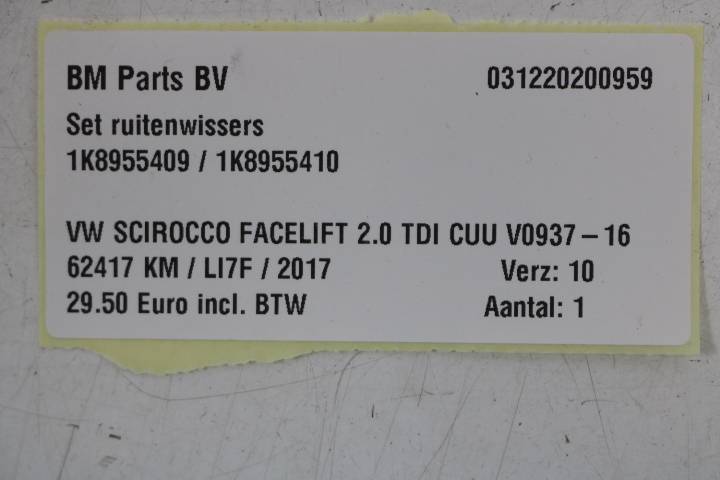 BM Parts BV 031220200959
Set ruitenwissers
1K8955409 / 1K8955410
VW SCIROCCO FACELIFT 2.0 TDI CUU V0937-16
62417 KM / LI7F / 2017 Verz: 10
29.50 Euro incl. BTW Aantal: 1